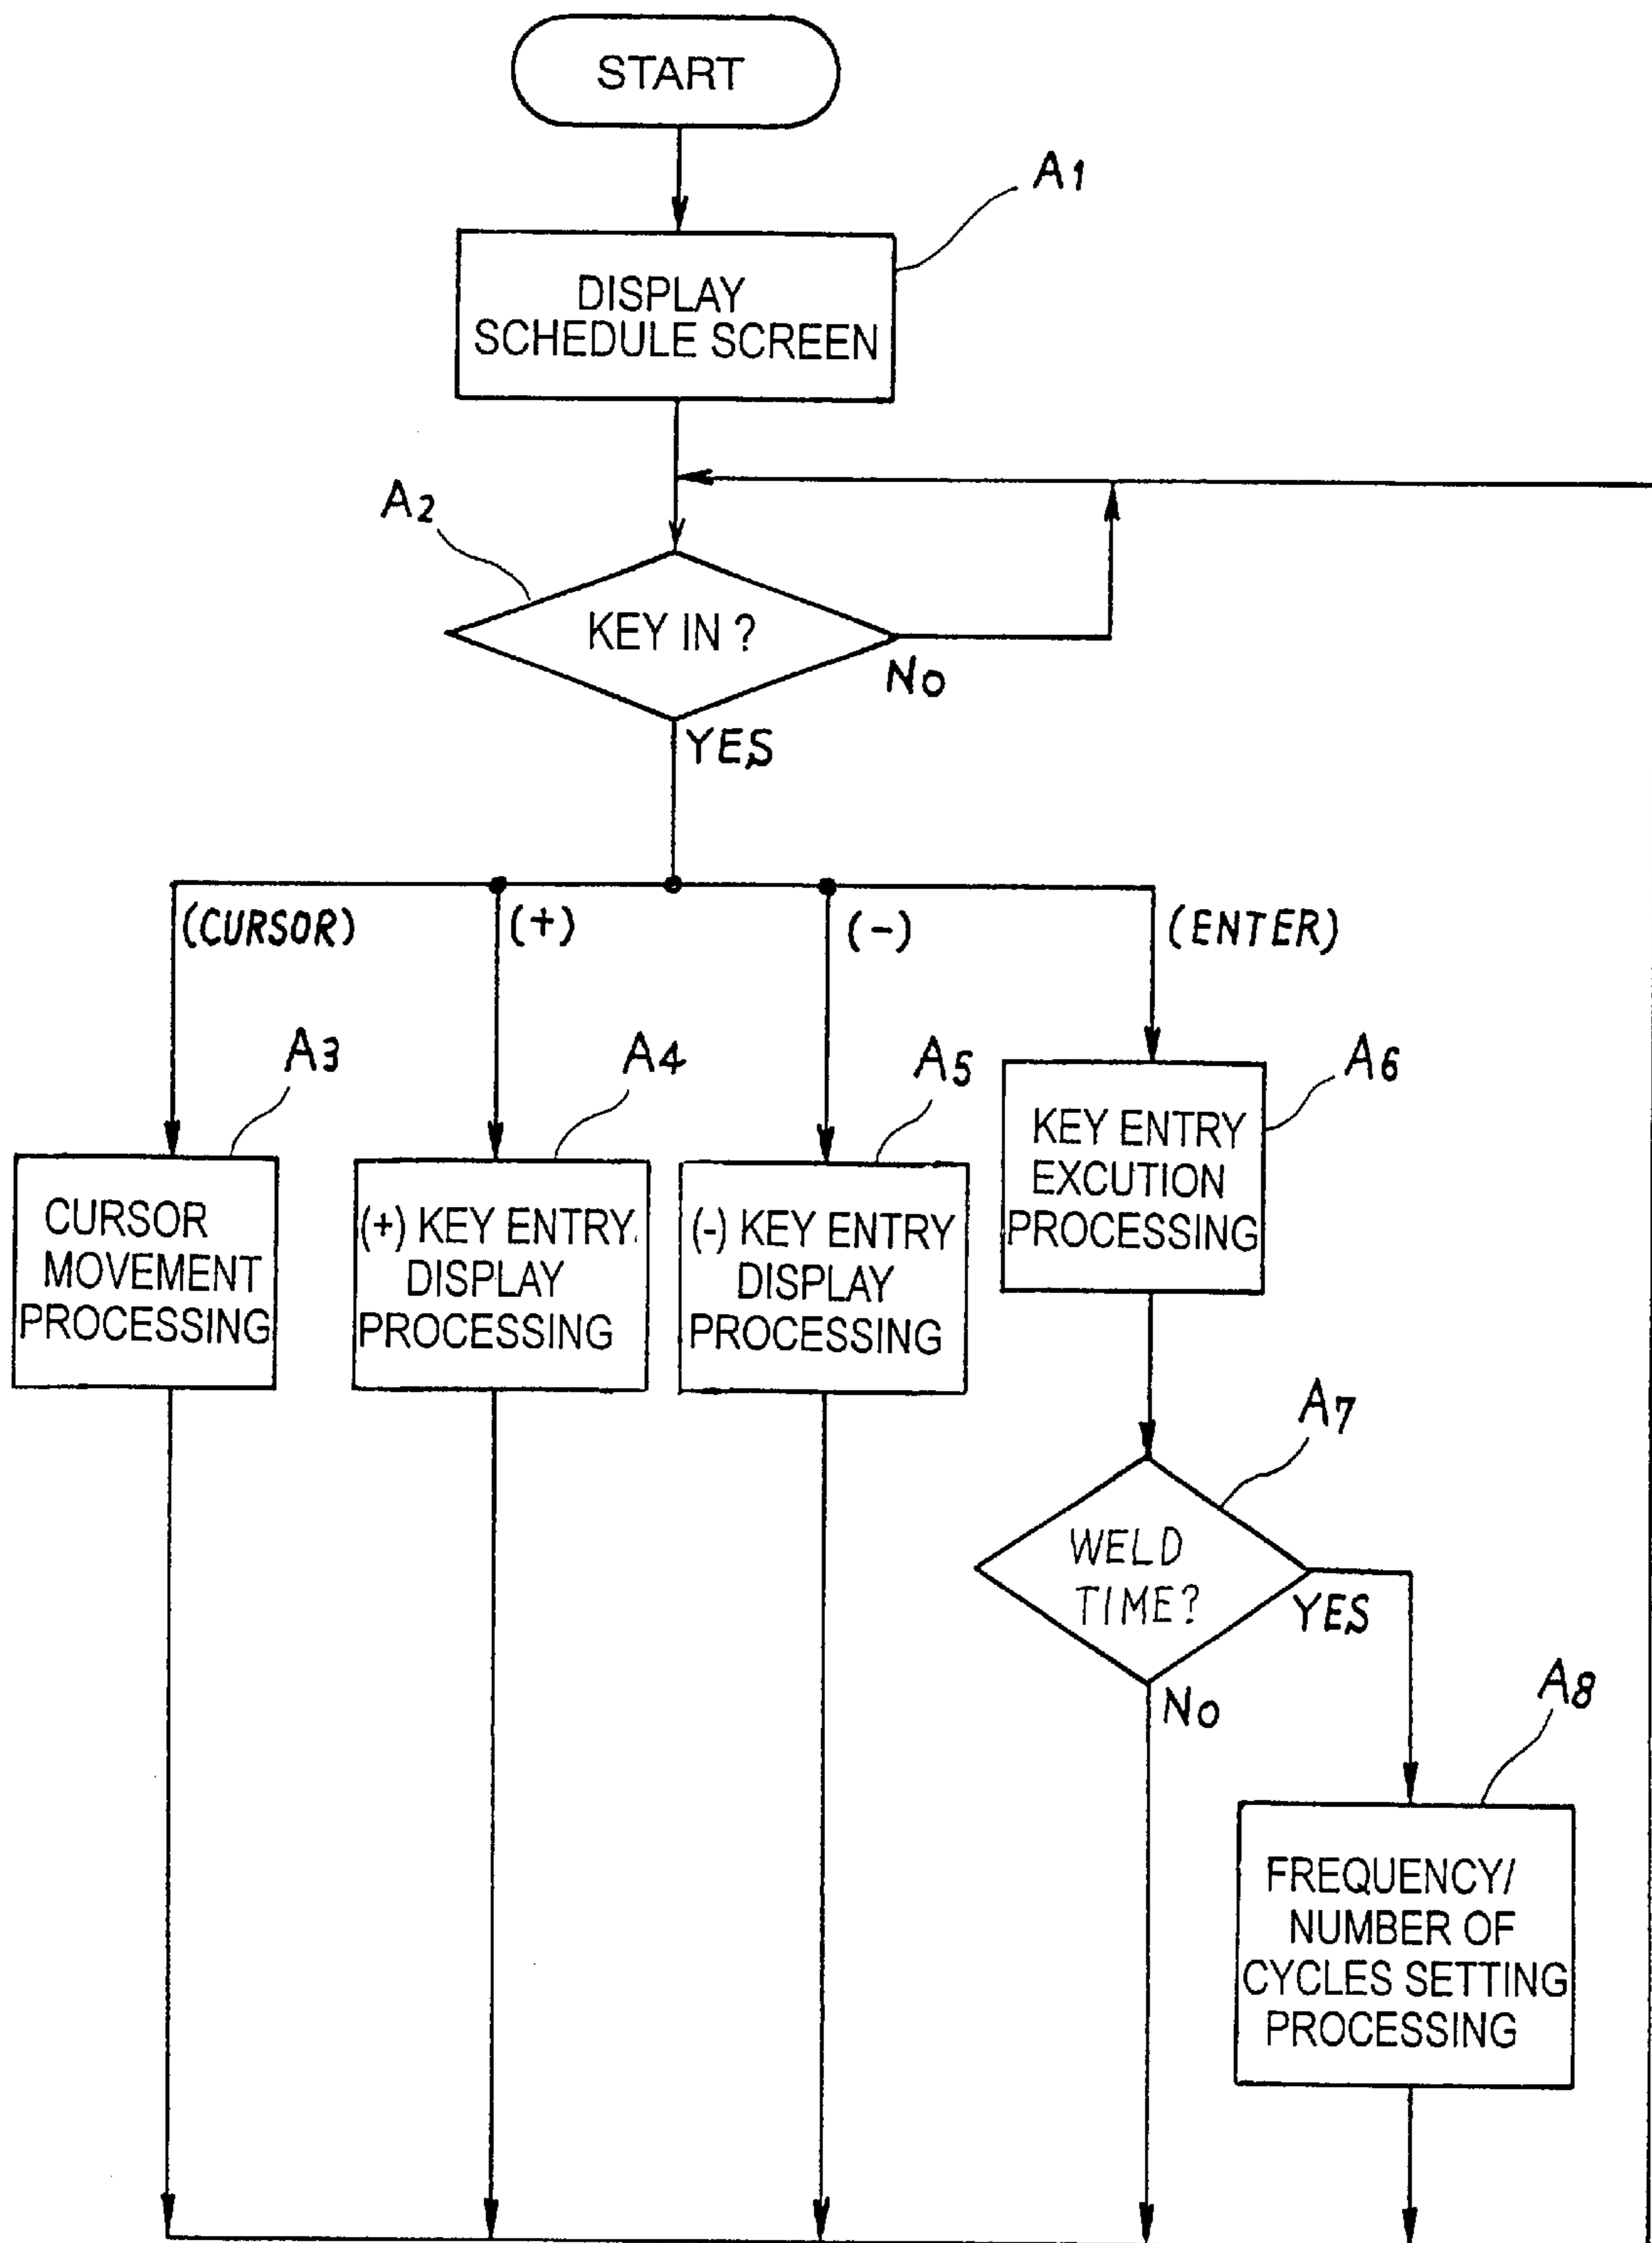 START
A1
DISPLAY
SCHEDULE SCREEN
A2
KEY IN ?
NO
YES
(CURSOR)
(+)
(-)
(ENTER)
A3
CURSOR
MOVEMENT
PROCESSING
A4
(+) KEY ENTRY
DISPLAY
PROCESSING
A5
(-) KEY ENTRY
DISPLAY
PROCESSING
A6
KEY ENTRY
EXCUTION
PROCESSING
A7
WELD
TIME?
YES
NO
A8
FREQUENCY/
NUMBER OF
CYCLES SETTING
PROCESSING